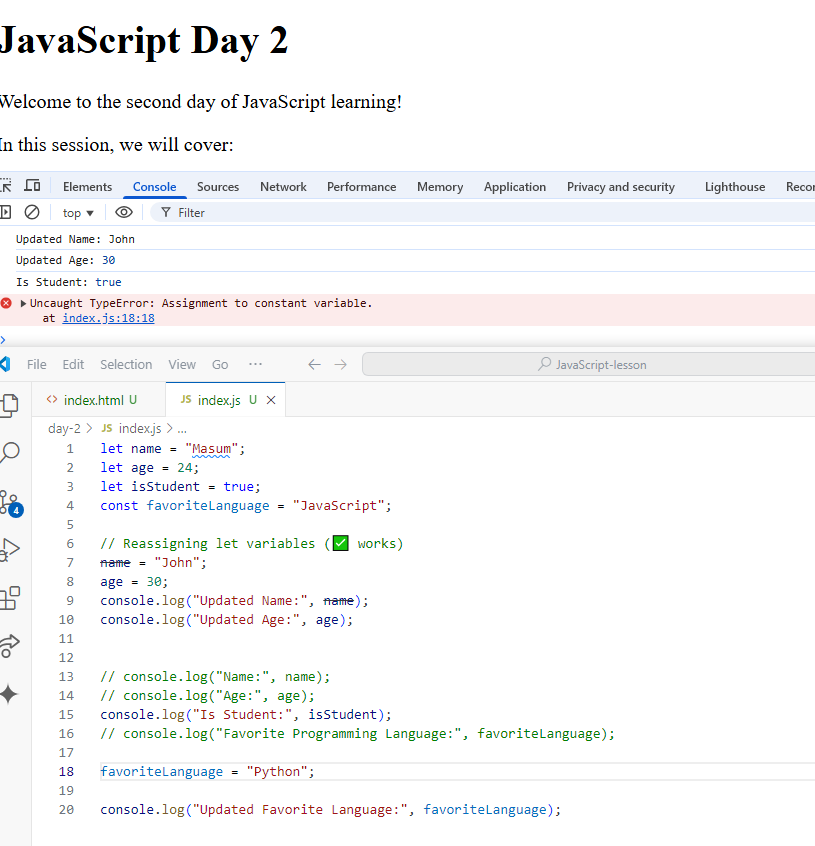 JavaScript Day 2
Welcome to the second day of JavaScript learning!
In this session, we will cover:
Elements Console Sources Network Performance Memory Application Privacy and security Lighthouse
top ▼ Filter
Updated Name: John
Updated Age: 30
Is Student: true
▶Uncaught TypeError: Assignment to constant variable.
at index.js:18:18
>
File Edit Selection View Go ··· ← → JavaScript-lesson
<> index.html U JS index.js U ×
day-2 > JS index.js > ...
4
1 let name = "Masum";
2 let age = 24;
3 let isStudent = true;
4 const favoriteLanguage = "JavaScript";
5
6 // Reassigning let variables (✅ works)
7 name = "John";
8 age = 30;
9 console.log("Updated Name:", name);
10 console.log("Updated Age:", age);
11
12
13 // console.log("Name:", name);
14 // console.log("Age:", age);
15 console.log("Is Student:", isStudent);
16 // console.log("Favorite Programming Language:", favoriteLanguage);
17
18 favoriteLanguage = "Python";
19
20 console.log("Updated Favorite Language:", favoriteLanguage);